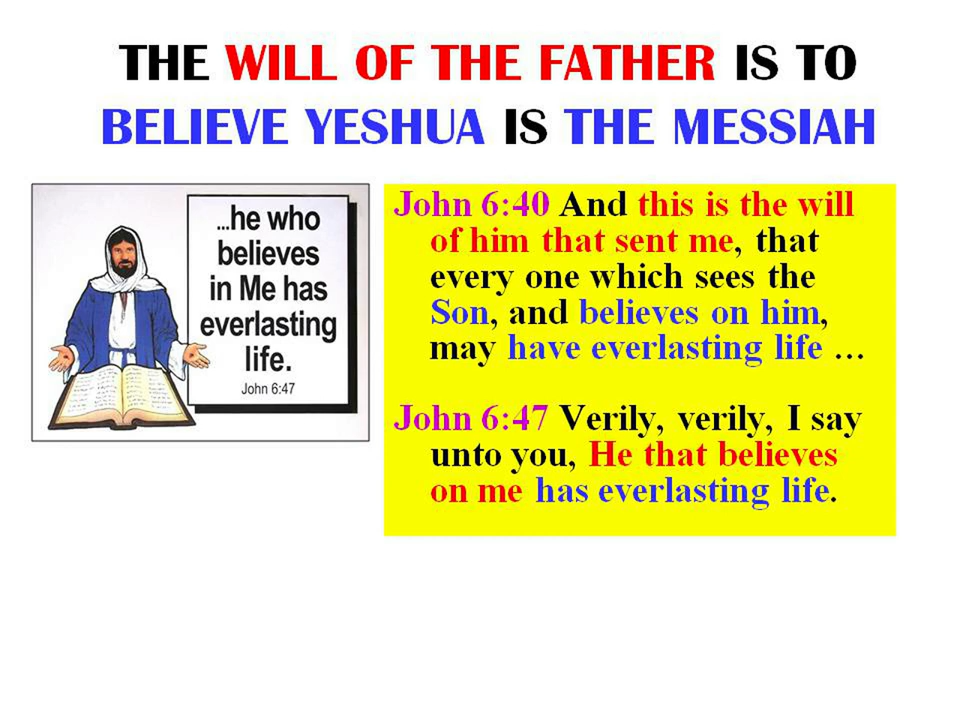 THE WILL OF THE FATHER IS TO
BELIEVE YESHUA IS THE MESSIAH
...he who
believes
in Me has
everlasting
life.
John 6:47
John 6:40 And this is the will
of him that sent me, that
every one which sees the
Son, and believes on him,
may have everlasting life ...
John 6:47 Verily, verily, I say
unto you, He that believes
on me has everlasting life.